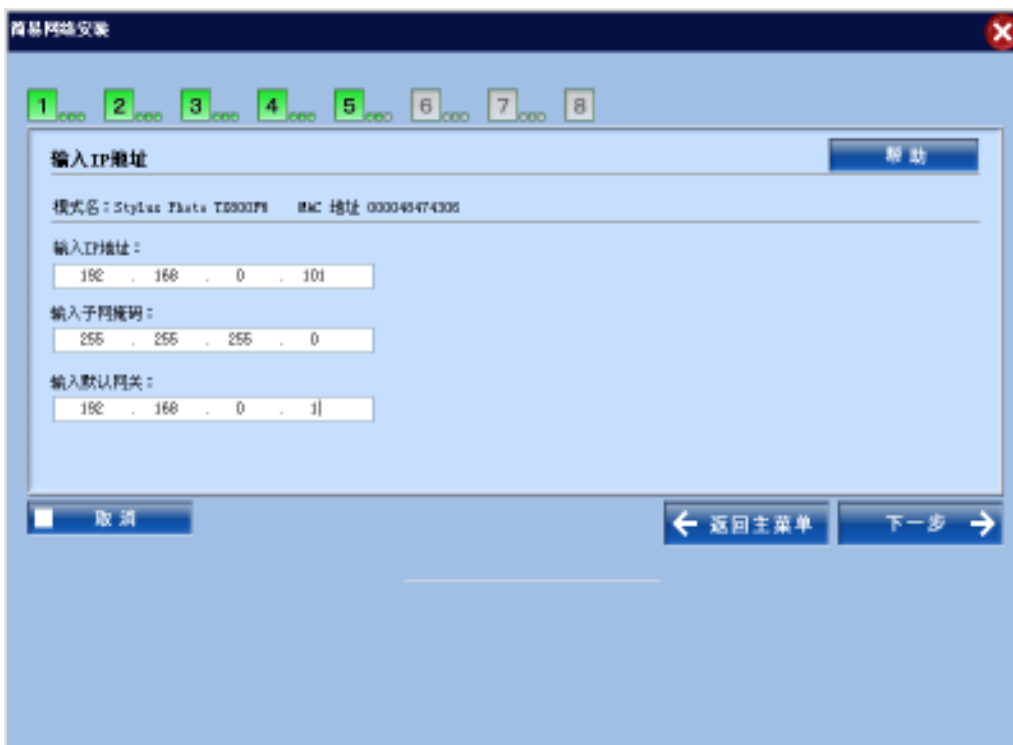 简易网络安装
1 2 3 4 5 6 7 8
输入IP地址
帮助
模式名：Stylus Photo MAC 地址
输入IP地址：
192 . 168 . 0 . 101
输入子网掩码：
255 . 255 . 255 . 0
输入默认网关：
192 . 168 . 0 . 1
取消
返回主菜单
下一步